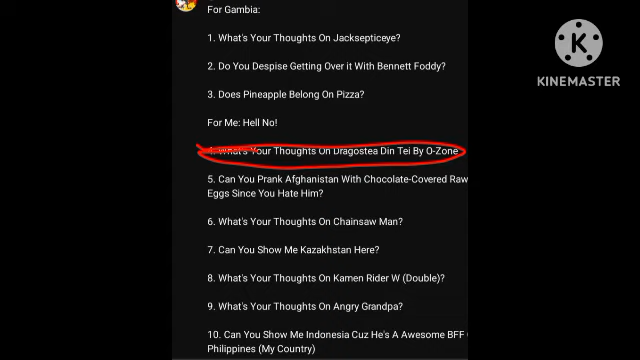 For Gambia:
1. What's Your Thoughts On Jacksepticeye?
2. Do You Despise Getting Over it With Bennett Foddy?
3. Does Pineapple Belong On Pizza?
For Me: Hell No!
4. What's Your Thoughts On Dragostea Din Tei By O-Zone
5. Can You Prank Afghanistan With Chocolate-Covered Raw
Eggs Since You Hate Him?
6. What's Your Thoughts On Chainsaw Man?
7. Can You Show Me Kazakhstan Here?
8. What's Your Thoughts On Kamen Rider W (Double)?
9. What's Your Thoughts On Angry Grandpa?
10. Can You Show Me Indonesia Cuz He's A Awesome BFF
Philippines (My Country)
K
KINEMASTER